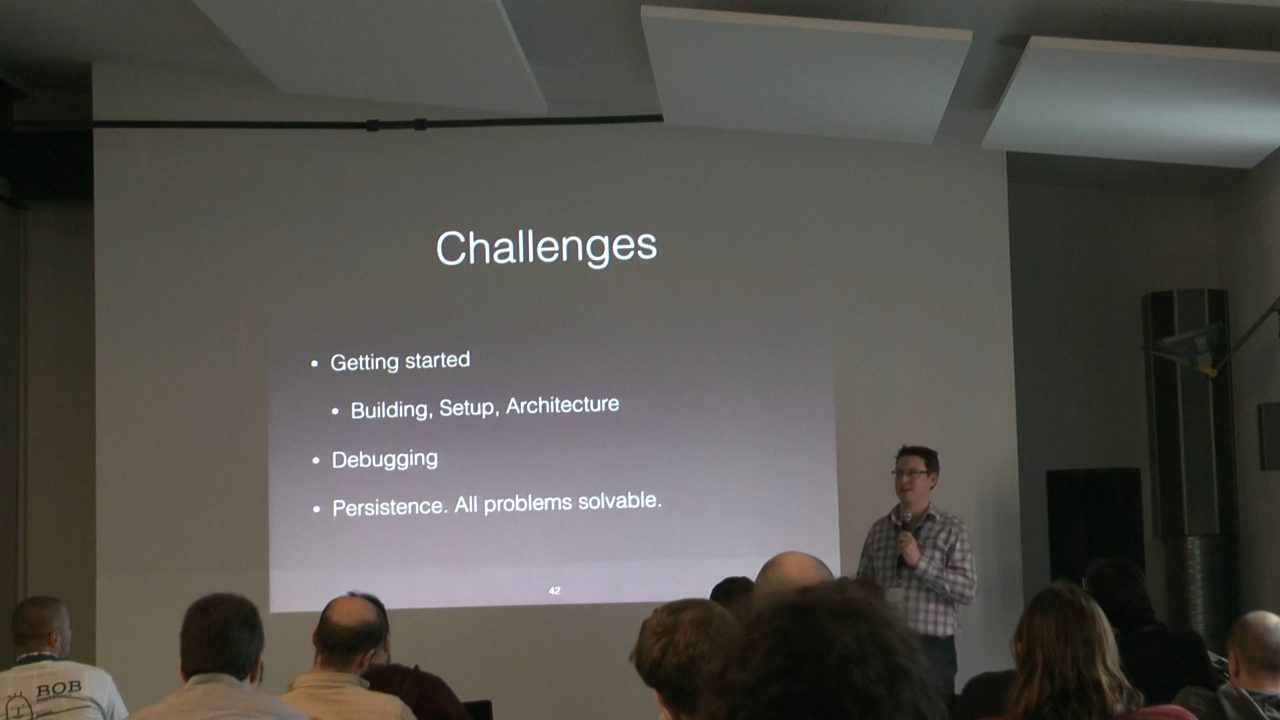 Challenges
• Getting started
• Building, Setup, Architecture
• Debugging
• Persistence. All problems solvable.
42
BOB